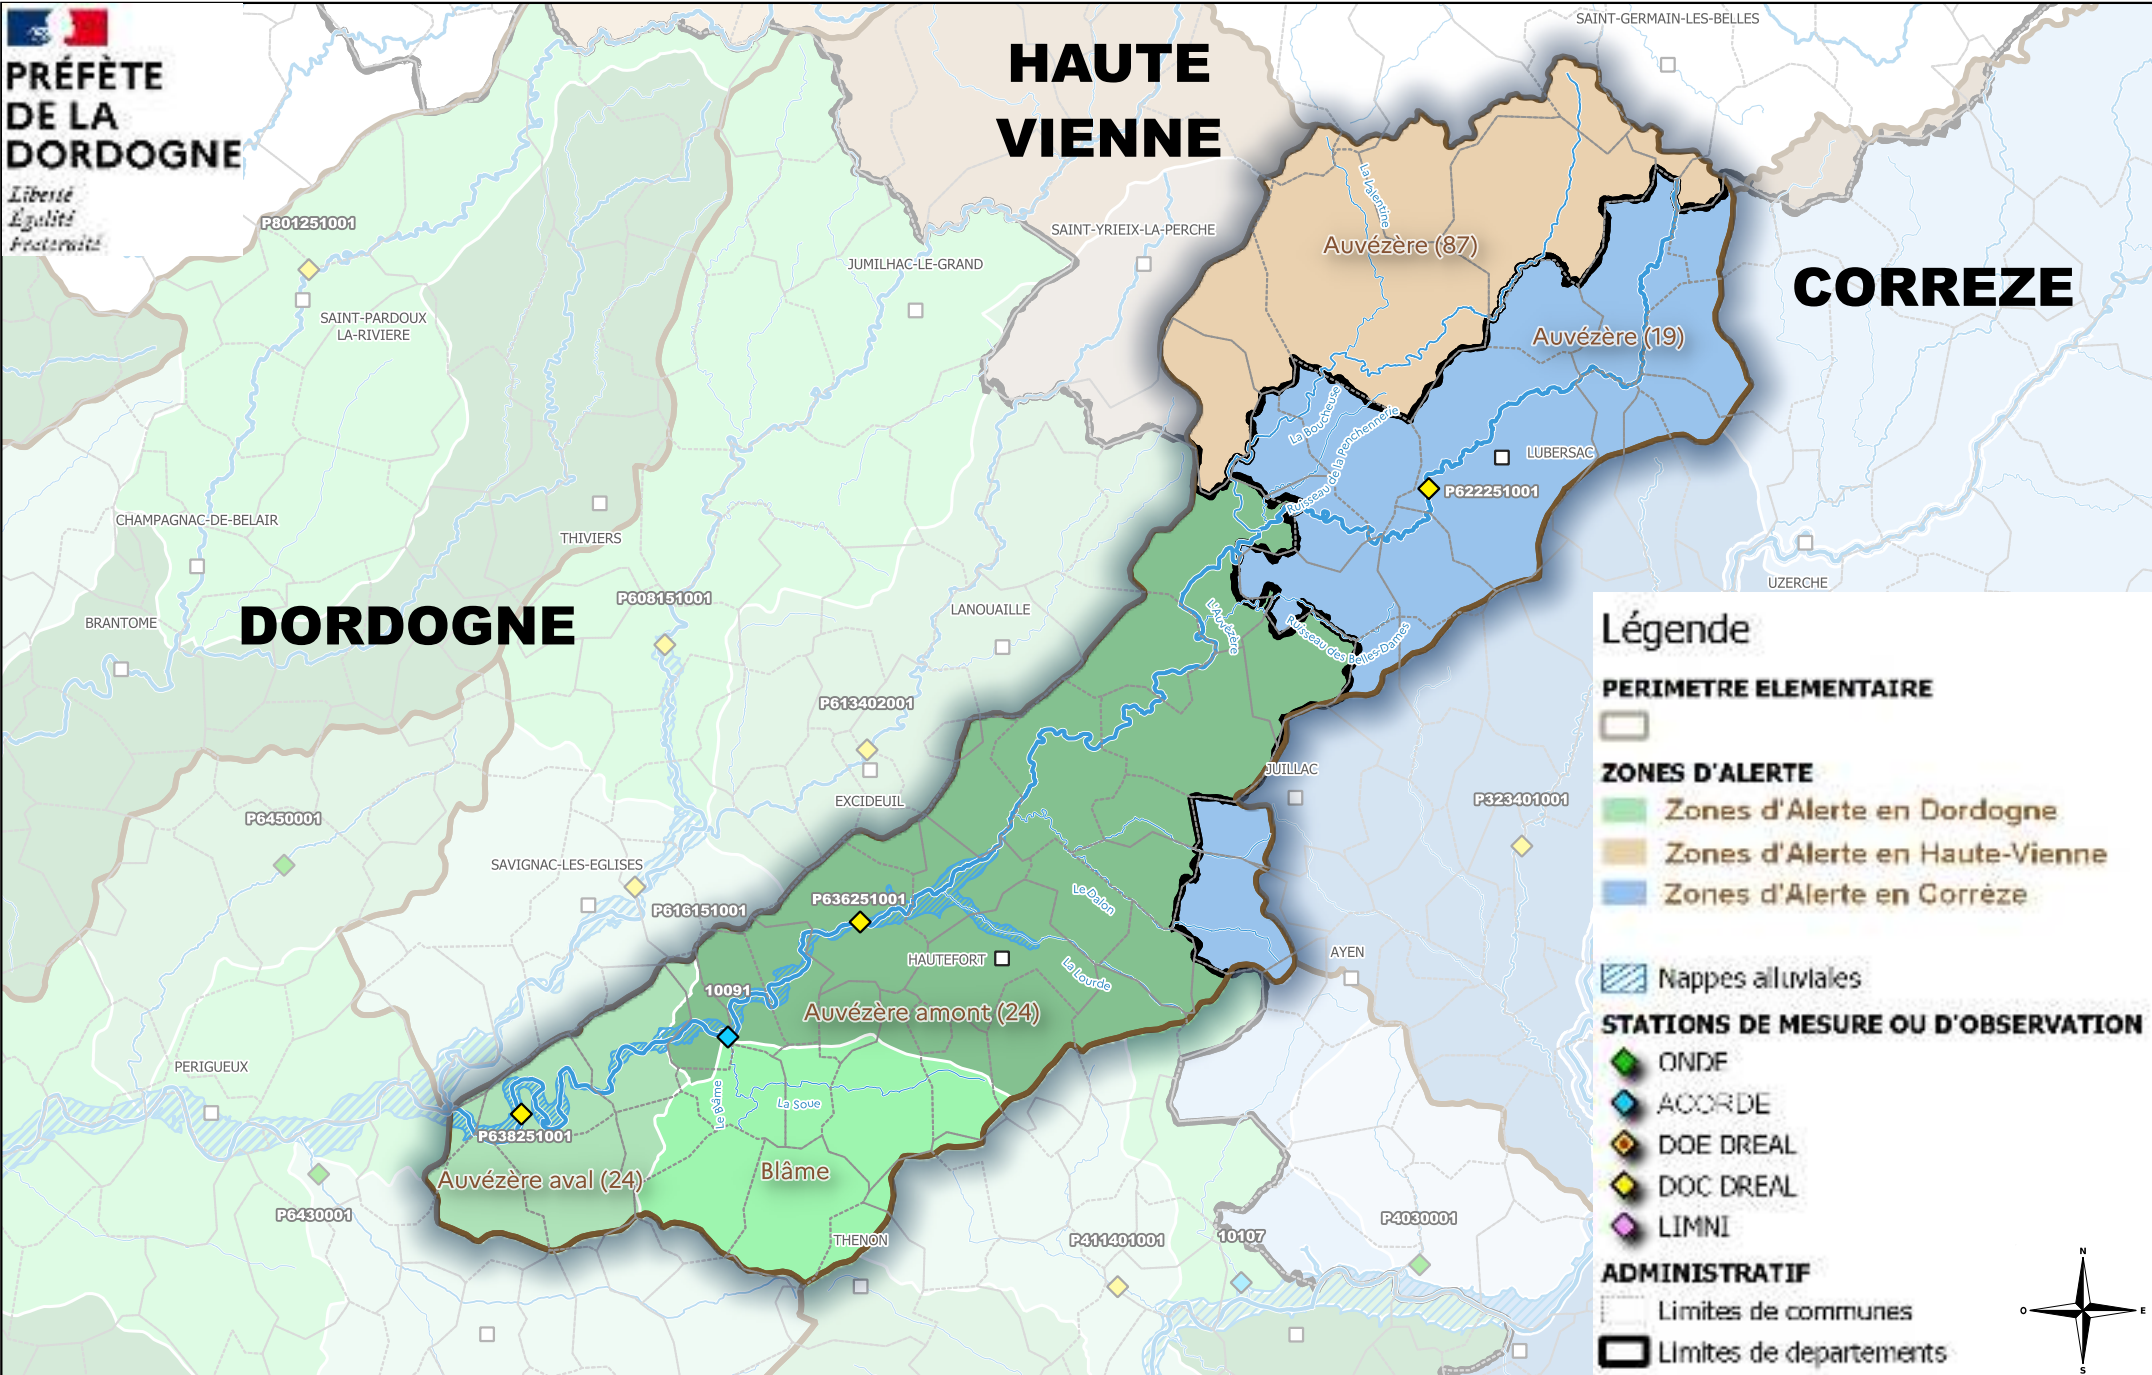 PRÉFÈTE
DE LA
DORDOGNE
Liberté
Égalité
Fraternité
HAUTE
VIENNE
SAINT-GERMAIN-LES-BELLES
P801251001
SAINT-PARDOUX
LA-RIVIERE
JUMILHAC-LE-GRAND
SAINT-YRIEIX-LA-PERCHE
La Valentine
Auvézère (87)
CORREZE
Auvézère (19)
La Boucheuse
Ruisseau de la Penchennerie
LUBERSAC
P622251001
CHAMPAGNAC-DE-BELAIR
THIVIERS
P608151001
BRANTOME
DORDOGNE
LANOUAILLE
L'Auvézère
Ruisseau des Belles-Dames
UZERCHE
P613402001
EXCIDEUIL
JUILLAC
P323401001
P6450001
SAVIGNAC-LES-EGLISES
P616151001
P636251001
Le Dalon
HAUTEFORT
La Lourde
AYEN
10091
Auvézère amont (24)
PERIGUEUX
Le Blâme
La Soue
P638251001
Auvézère aval (24)
Blâme
P6430001
THENON
P411401001
10107
P4030001
Légende
PERIMETRE ELEMENTAIRE
ZONES D'ALERTE
Zones d'Alerte en Dordogne
Zones d'Alerte en Haute-Vienne
Zones d'Alerte en Corrèze
Nappes alluviales
STATIONS DE MESURE OU D'OBSERVATION
ONDE
ACORDE
DOE DREAL
DOC DREAL
LIMNI
ADMINISTRATIF
Limites de communes
Limites de departements
N
O
E
S